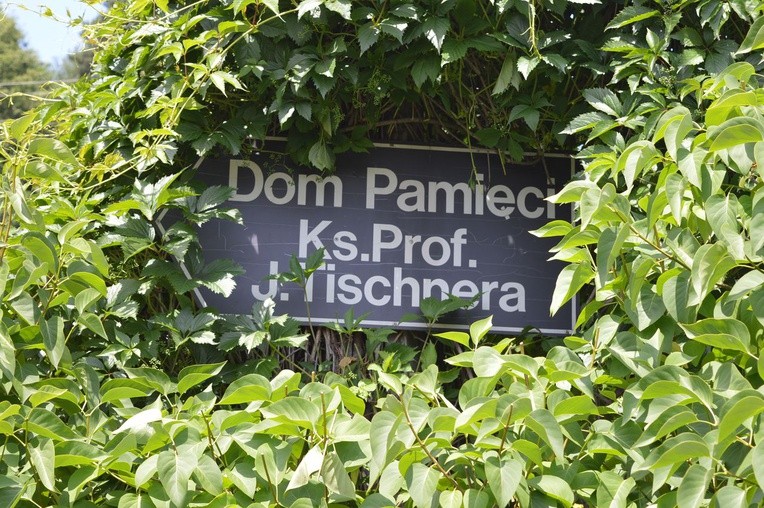 Dom Pamięci
Ks.Prof.
J.Tischnera